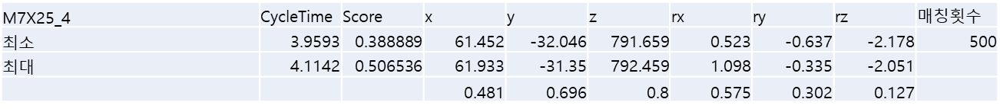 M7X25_4 CycleTime Score x y z rx ry rz 매칭횟수
최소 3.9593 0.388889 61.452 -32.046 791.659 0.523 -0.637 -2.178 500
최대 4.1142 0.506536 61.933 -31.35 792.459 1.098 -0.335 -2.051
0.481 0.696 0.8 0.575 0.302 0.127